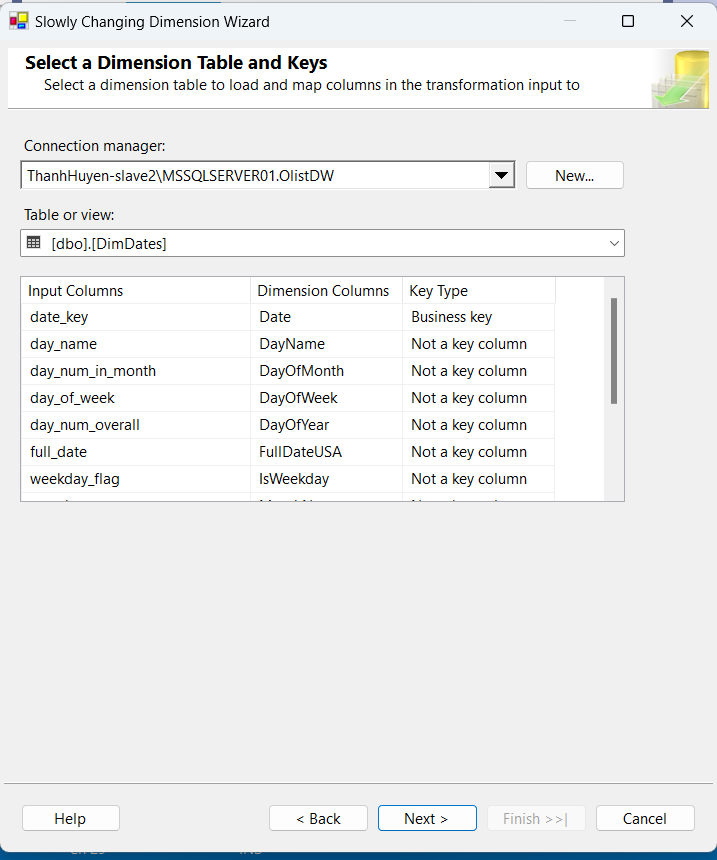 Slowly Changing Dimension Wizard
Select a Dimension Table and Keys
Select a dimension table to load and map columns in the transformation input to
Connection manager:
ThanhHuyen-slave2\MSSQLSERVER01.OlistDW New...
Table or view:
[dbo].[DimDates]
Input Columns Dimension Columns Key Type
date_key Date Business key
day_name DayName Not a key column
day_num_in_month DayOfMonth Not a key column
day_of_week DayOfWeek Not a key column
day_num_overall DayOfYear Not a key column
full_date FullDateUSA Not a key column
weekday_flag IsWeekday Not a key column
Help < Back Next > Finish >>| Cancel